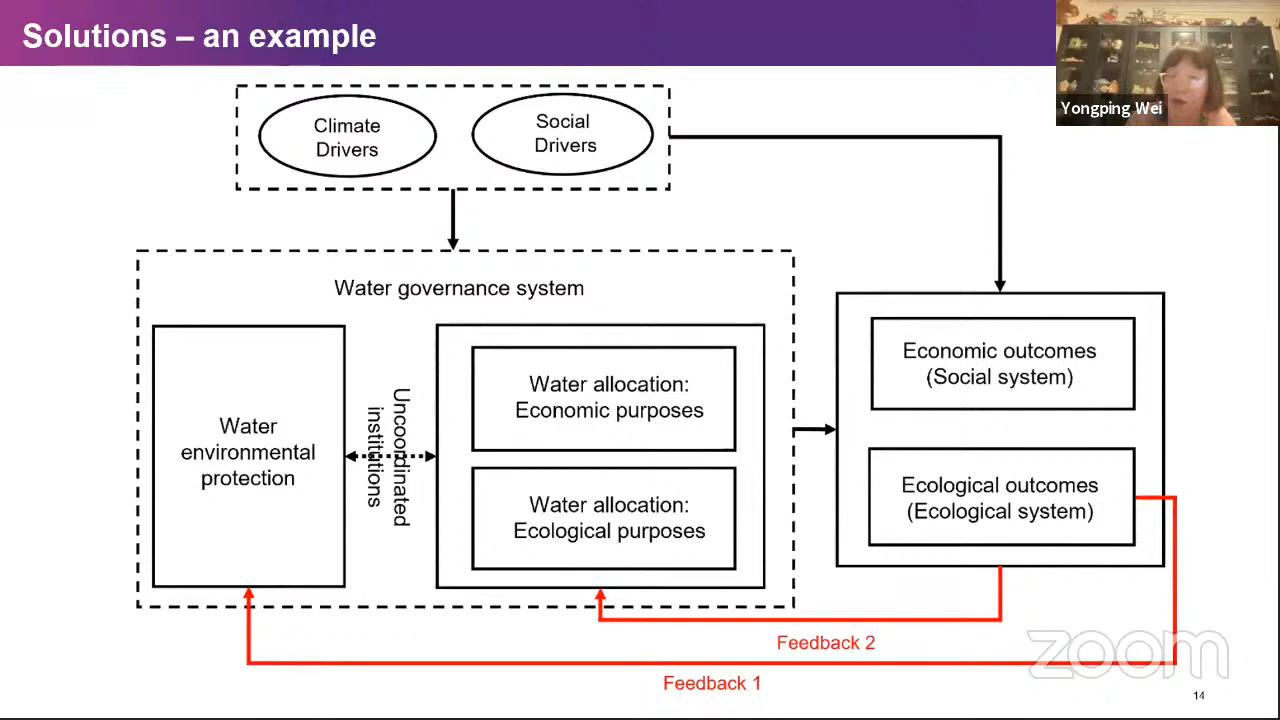 Solutions – an example
Yongping Wei
Climate
Drivers
Social
Drivers
Water governance system
Water
environmental
protection
Uncoordinated
institutions
Water allocation:
Economic purposes
Water allocation:
Ecological purposes
Economic outcomes
(Social system)
Ecological outcomes
(Ecological system)
Feedback 2
Feedback 1
zoom
14